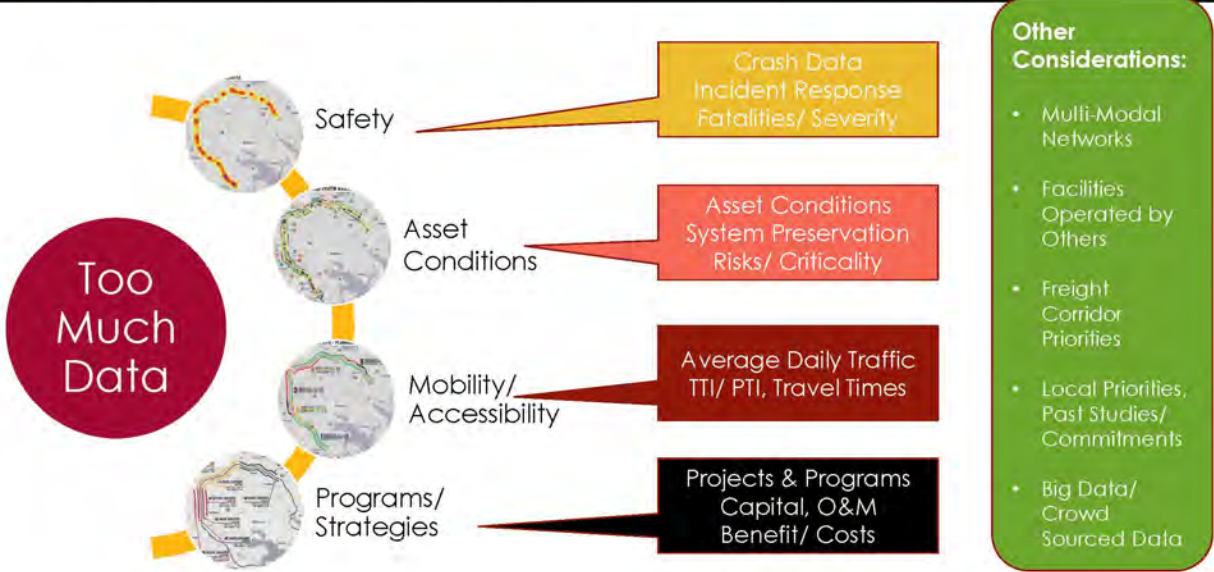 Too
Much
Data
Safety
Crash Data
Incident Response
Fatalities/ Severity
Asset
Conditions
Asset Conditions
System Preservation
Risks/ Criticality
Mobility/
Accessibility
Average Daily Traffic
TTI/ PTI, Travel Times
Programs/
Strategies
Projects & Programs
Capital, O&M
Benefit/ Costs
Other
Considerations:
• Multi-Modal
Networks
• Facilities
Operated by
Others
• Freight
Corridor
Priorities
• Local Priorities,
Past Studies/
Commitments
• Big Data/
Crowd
Sourced Data